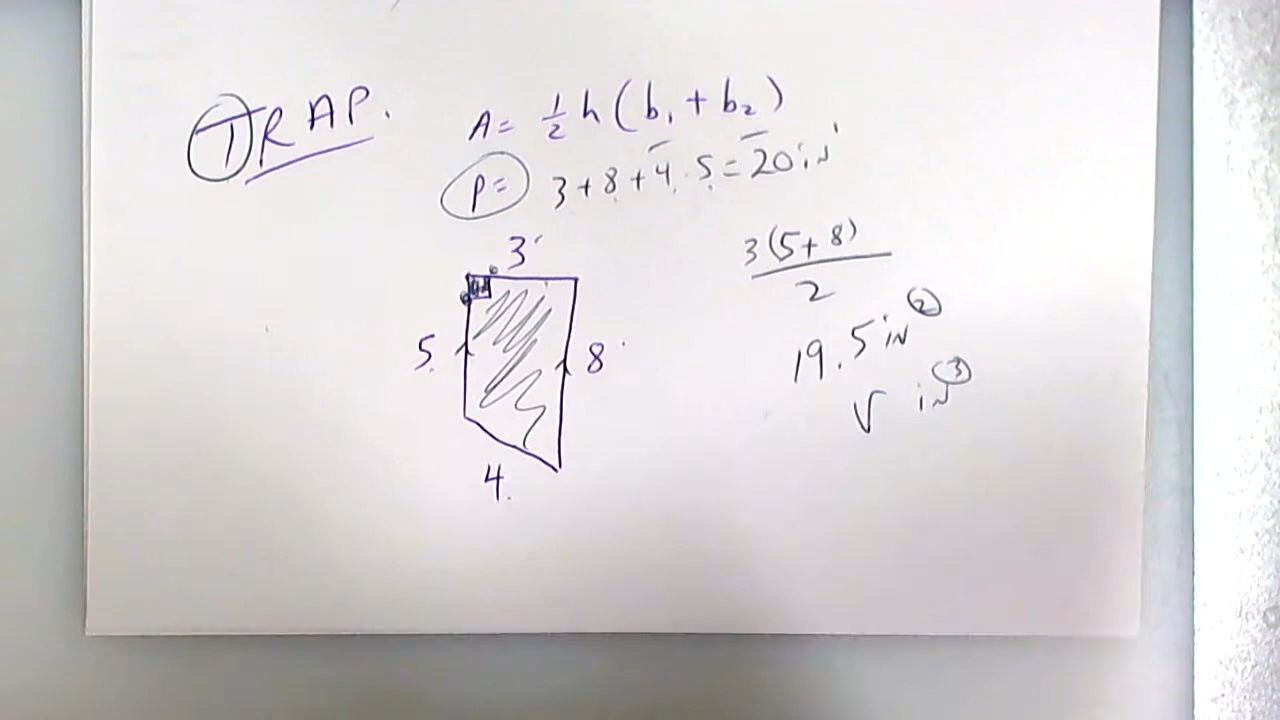 TRAP.
A = 1/2 h (b₁ + b₂)
P = 3 + 8 + 4 . 5 = 20 in'
3
5.
8
4.
3(5+8)
2
19.5 in²
V in³